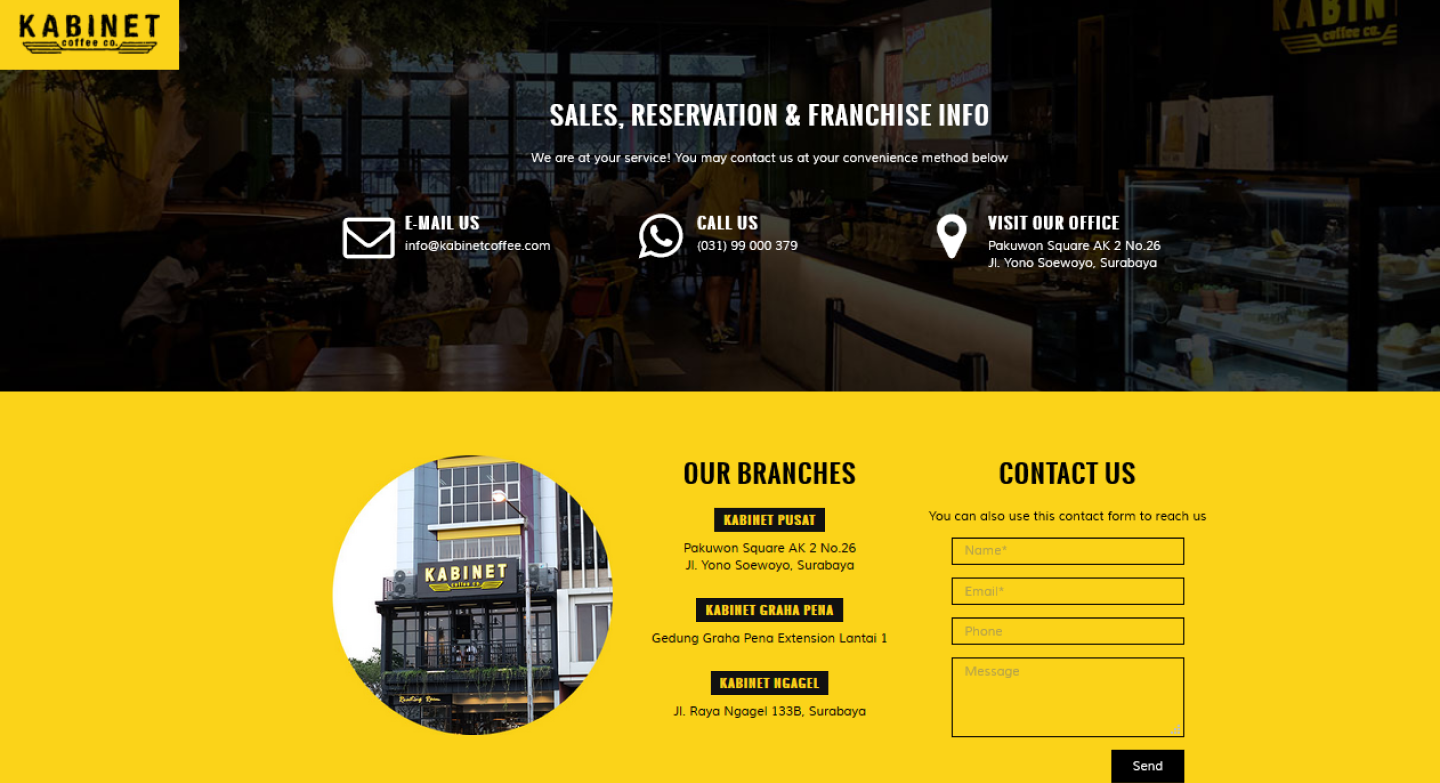 KABINET
coffee co.
KABIN
coffee co.
SALES, RESERVATION & FRANCHISE INFO
We are at your service! You may contact us at your convenience method below
E-MAIL US
info@kabinetcoffee.com
CALL US
(031) 99 000 379
VISIT OUR OFFICE
Pakuwon Square AK 2 No.26
Jl. Yono Soewoyo, Surabaya
KABINET
coffee co.
Roasting Room
OUR BRANCHES
KABINET PUSAT
Pakuwon Square AK 2 No.26
Jl. Yono Soewoyo, Surabaya
KABINET GRAHA PENA
Gedung Graha Pena Extension Lantai 1
KABINET NGAGEL
Jl. Raya Ngagel 133B, Surabaya
CONTACT US
You can also use this contact form to reach us
Name*
Email*
Phone
Message
Send